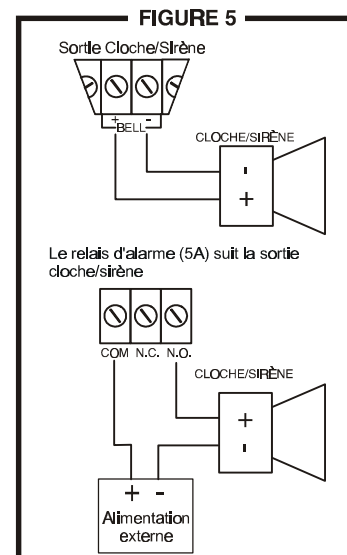 FIGURE 5
Sortie Cloche/Sirène
+ BELL -
CLOCHE/SIRÈNE
-
+
Le relais d'alarme (5A) suit la sortie
cloche/sirène
COM N.C. N.O.
CLOCHE/SIRÈNE
+
-
+ -
Alimentation
externe